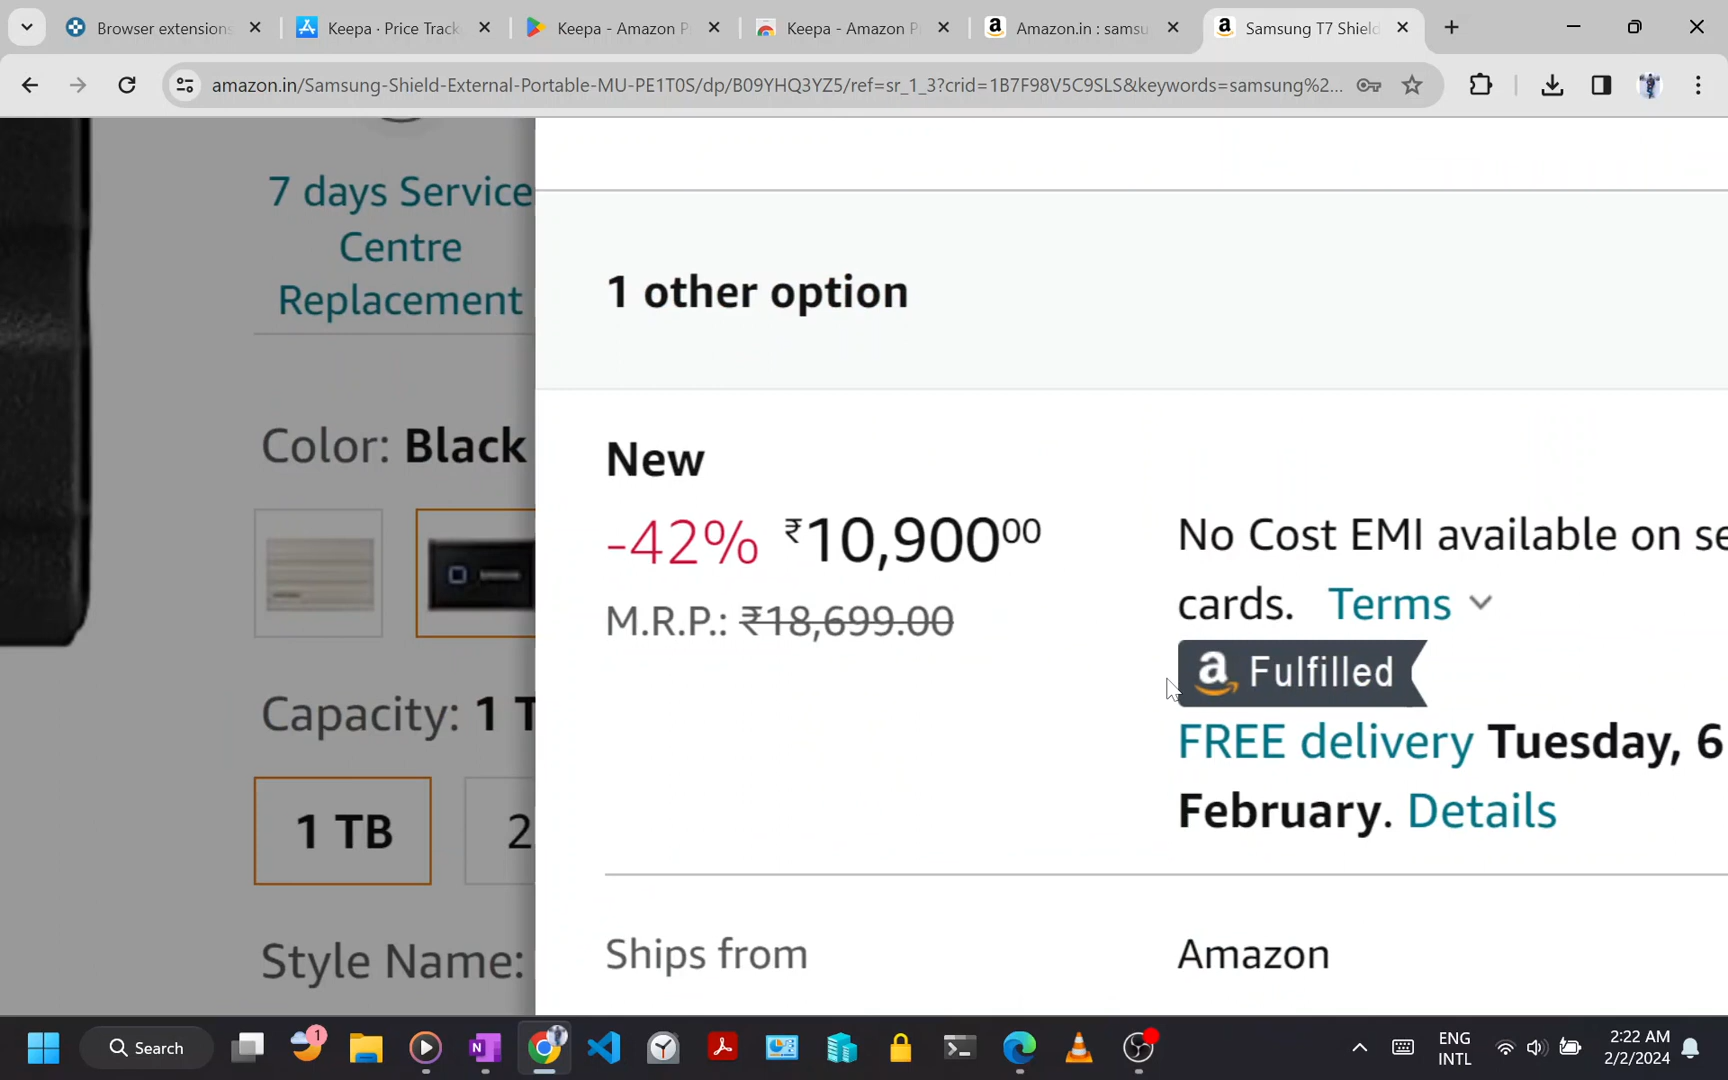 Browser extensions
Keepa · Price Track
Keepa - Amazon P
Keepa - Amazon P
Amazon.in : samsu
Samsung T7 Shield
amazon.in/Samsung-Shield-External-Portable-MU-PE1T0S/dp/B09YHQ3YZ5/ref=sr_1_3?crid=1B7F98V5C9SLS&keywords=samsung%2...
7 days Service
Centre
Replacement
Color: Black
Capacity: 1 T
1 TB
2
Style Name:
1 other option
New
-42% ₹10,900⁰⁰
M.R.P.: ₹18,699.00
No Cost EMI available on se
cards. Terms
a Fulfilled
FREE delivery Tuesday, 6
February. Details
Ships from
Amazon
Search
1
ENG
INTL
2:22 AM
2/2/2024